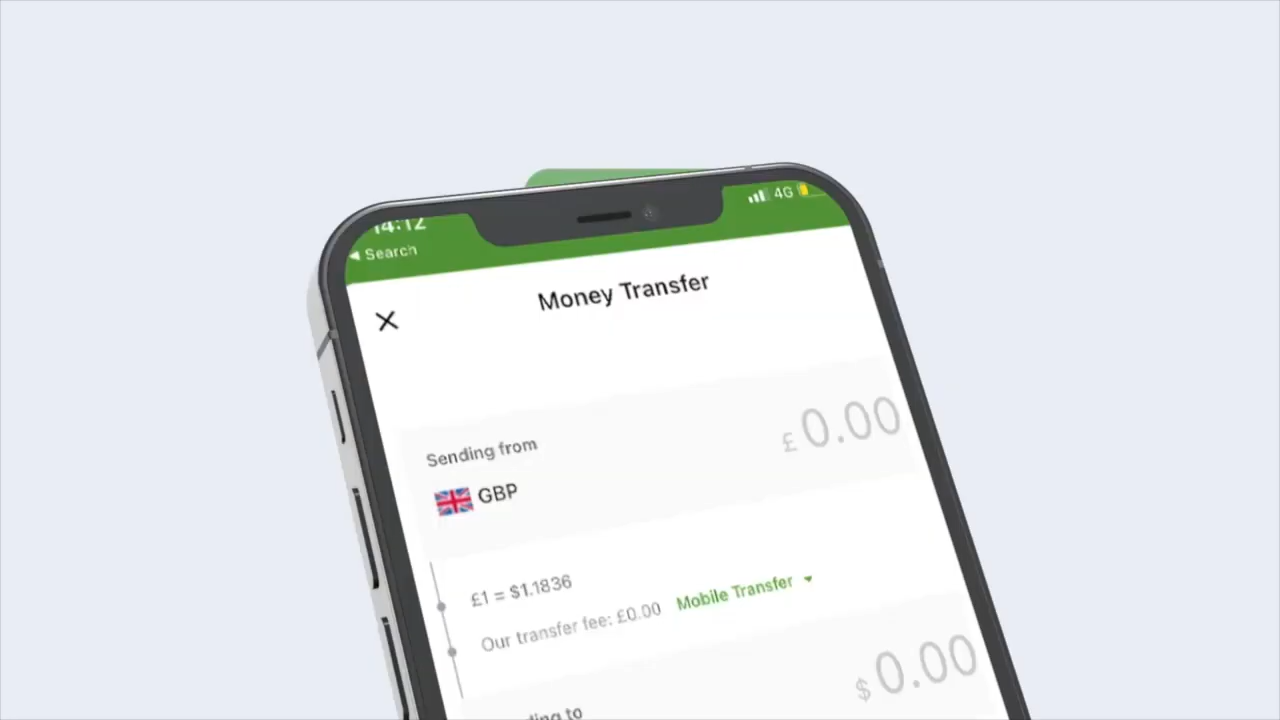 14:12
4G
Search
Money Transfer
Sending from
£ 0.00
GBP
£1 = $1.1836
Our transfer fee: £0.00 Mobile Transfer
$ 0.00
to